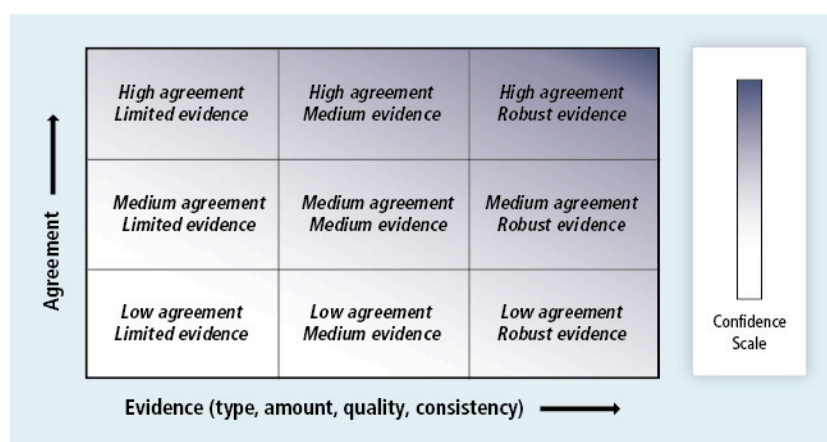 High agreement
Limited evidence
High agreement
Medium evidence
High agreement
Robust evidence
Medium agreement
Limited evidence
Medium agreement
Medium evidence
Medium agreement
Robust evidence
Low agreement
Limited evidence
Low agreement
Medium evidence
Low agreement
Robust evidence
Agreement
Evidence (type, amount, quality, consistency)
Confidence
Scale